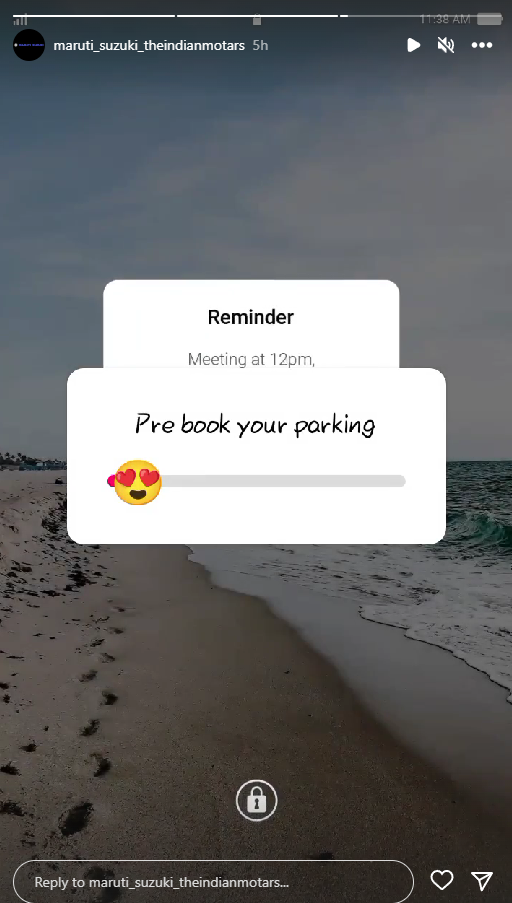 11:38 AM
maruti_suzuki_theindianmotars 5h
Reminder
Meeting at 12pm,
Pre book your parking
Reply to maruti_suzuki_theindianmotars...